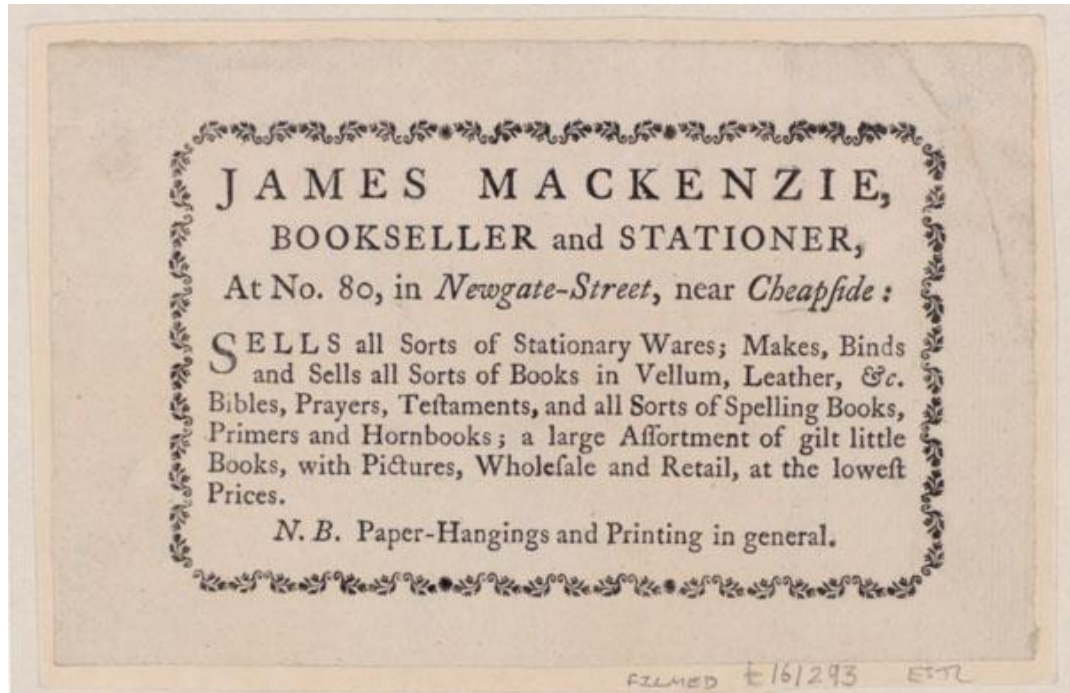 JAMES MACKENZIE,
BOOKSELLER and STATIONER,
At No. 80, in Newgate-Street, near Cheapſide:
SELLS all Sorts of Stationary Wares; Makes, Binds
and Sells all Sorts of Books in Vellum, Leather, &c.
Bibles, Prayers, Teſtaments, and all Sorts of Spelling Books,
Primers and Hornbooks; a large Aſſortment of gilt little
Books, with Pictures, Wholeſale and Retail, at the loweſt
Prices.
N. B. Paper-Hangings and Printing in general.
FILMED t161293 ESTC